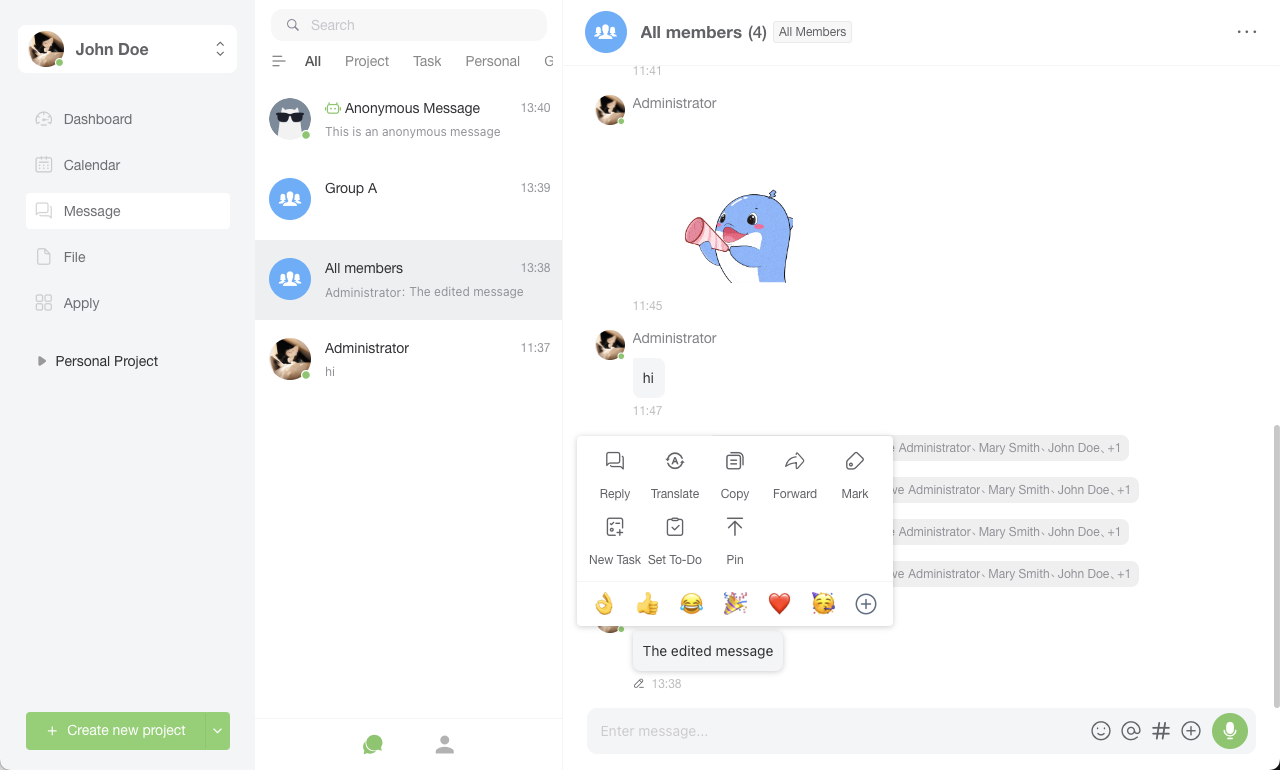 John Doe
Dashboard
Calendar
Message
File
Apply
Personal Project
Create new project
Search
All Project Task Personal G
Anonymous Message 13:40
This is an anonymous message
Group A 13:39
All members 13:38
Administrator: The edited message
Administrator 11:37
hi
All members (4) All Members
11:41
Administrator
11:45
Administrator
hi
11:47
Administrator、Mary Smith、John Doe、+1
ve Administrator、Mary Smith、John Doe、+1
Administrator、Mary Smith、John Doe、+1
ve Administrator、Mary Smith、John Doe、+1
Reply Translate Copy Forward Mark
New Task Set To-Do Pin
The edited message
13:38
Enter message...